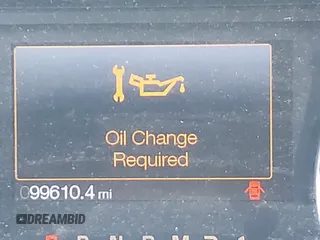 Oil Change
Required
099610.4 mi
DREAMBID